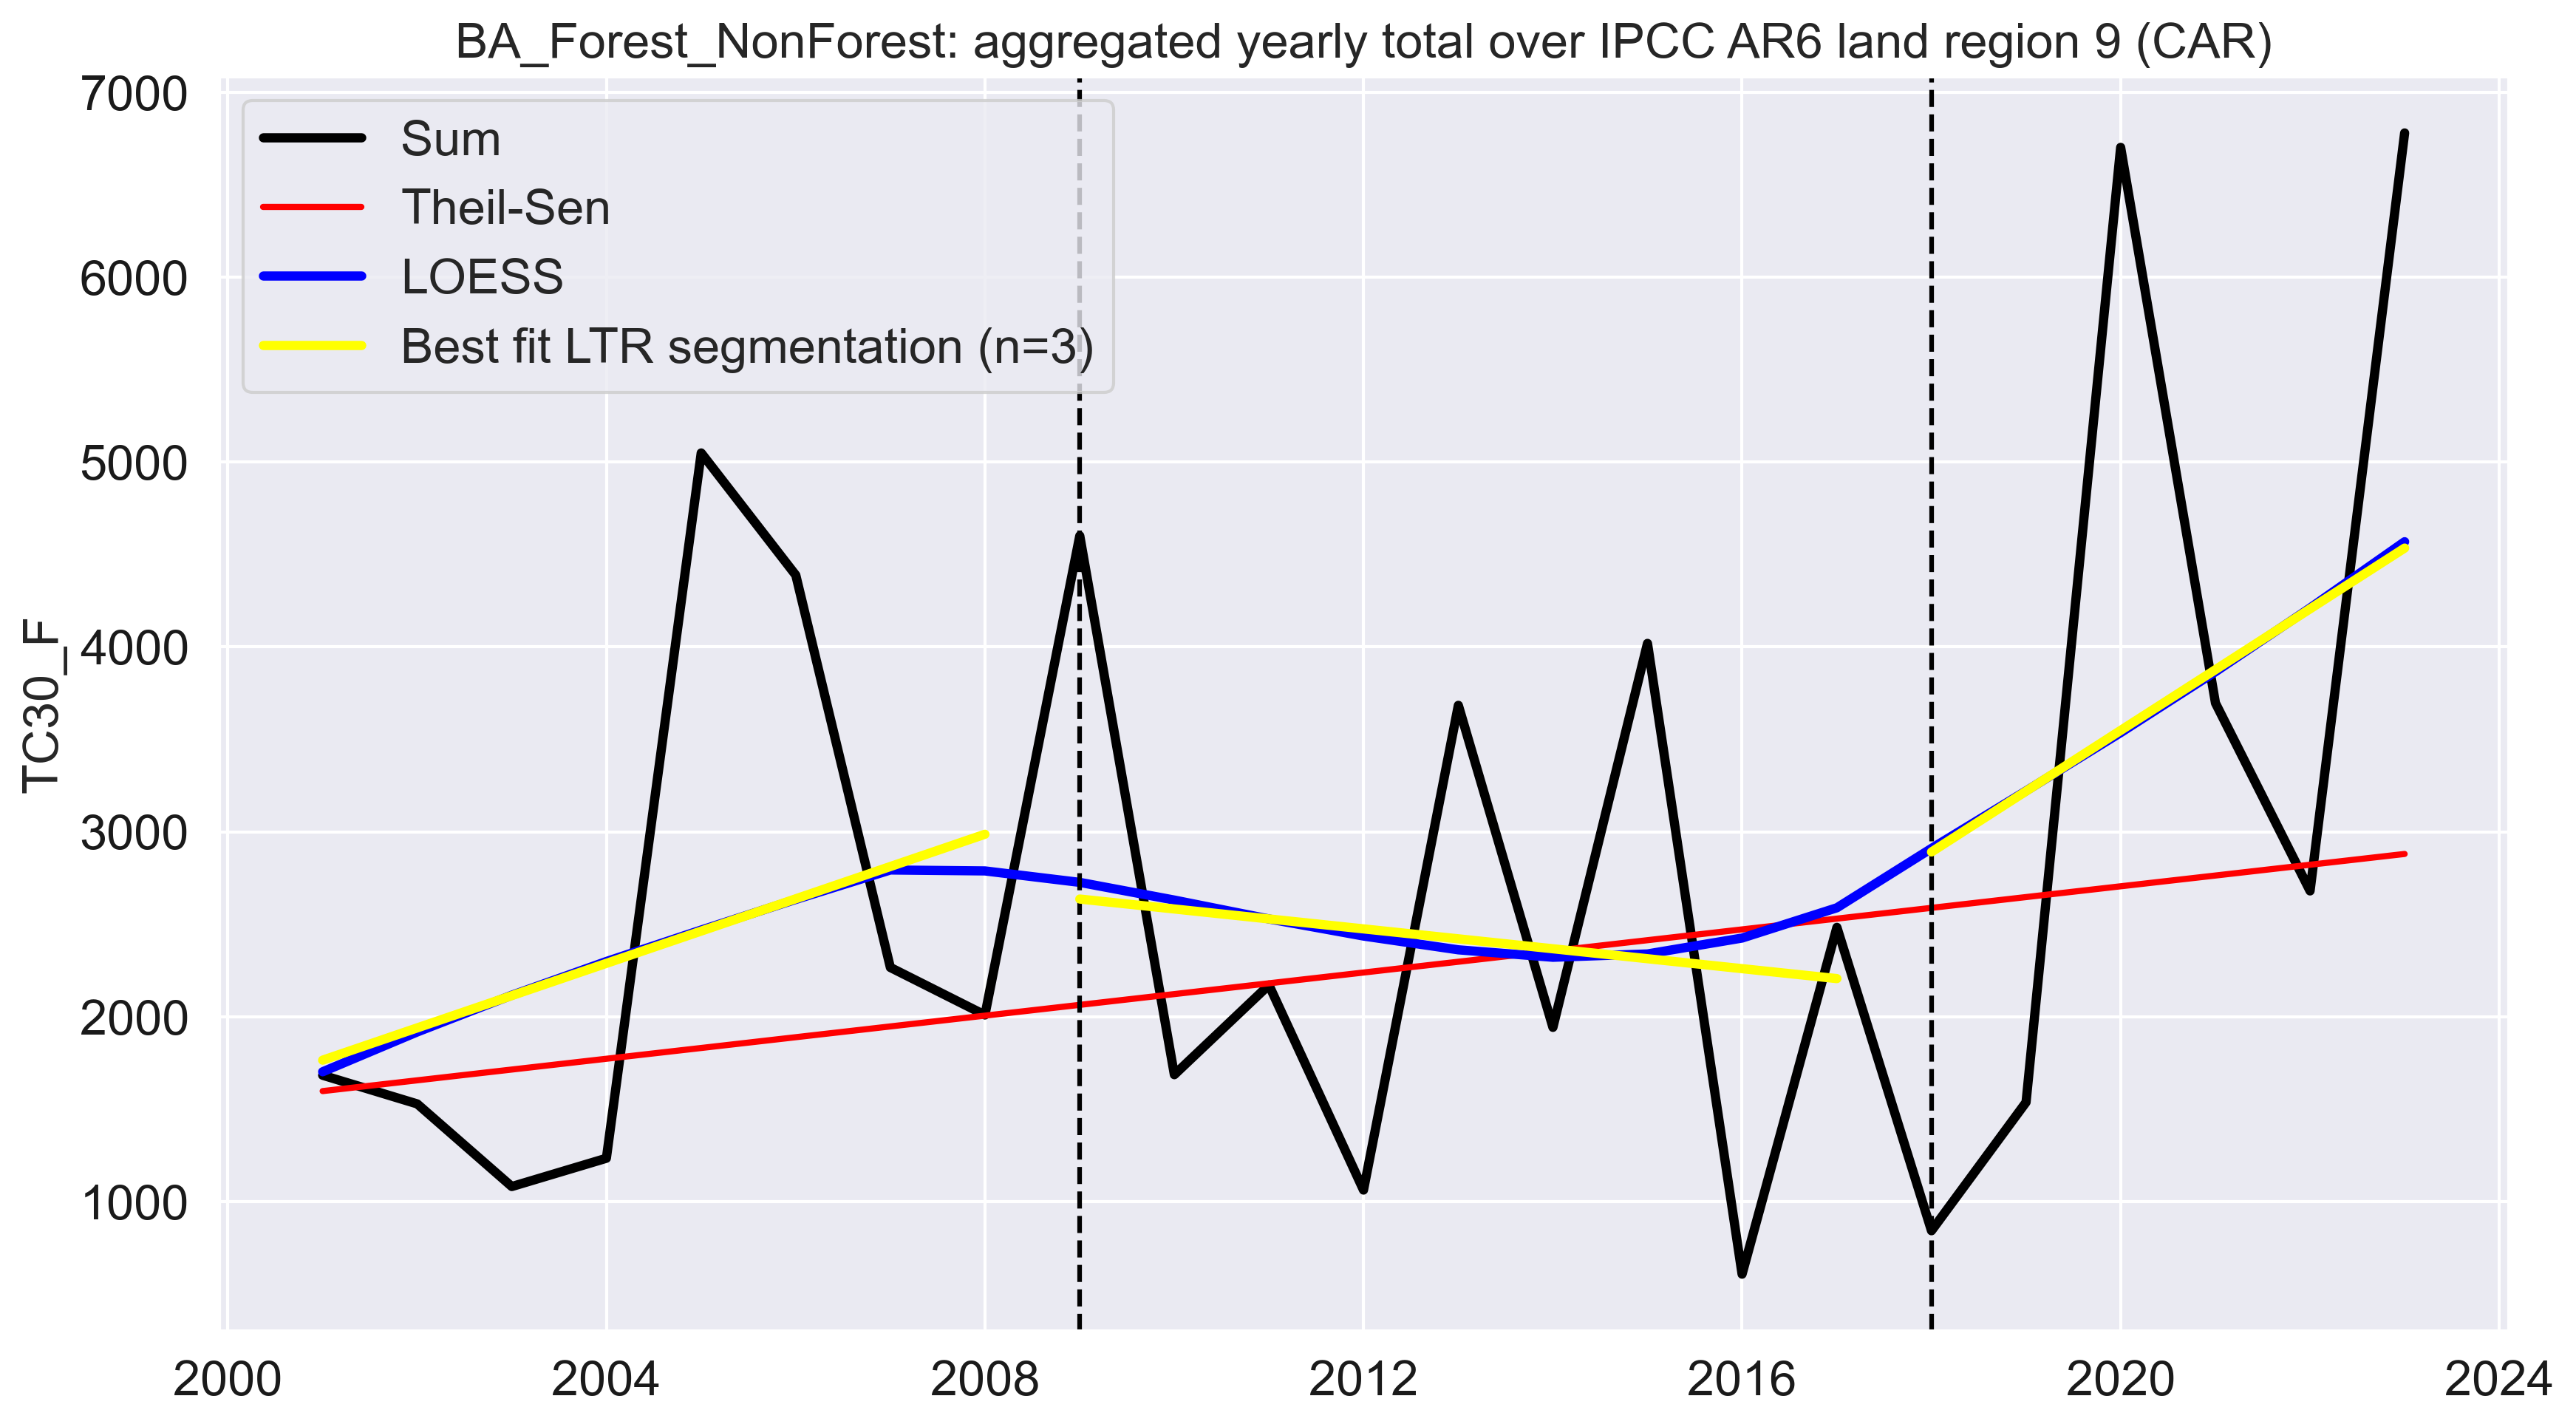 BA_Forest_NonForest: aggregated yearly total over IPCC AR6 land region 9 (CAR)
7000
6000
5000
4000
3000
2000
1000
TC30_F
Sum
Theil-Sen
LOESS
Best fit LTR segmentation (n=3)
2000 2004 2008 2012 2016 2020 2024